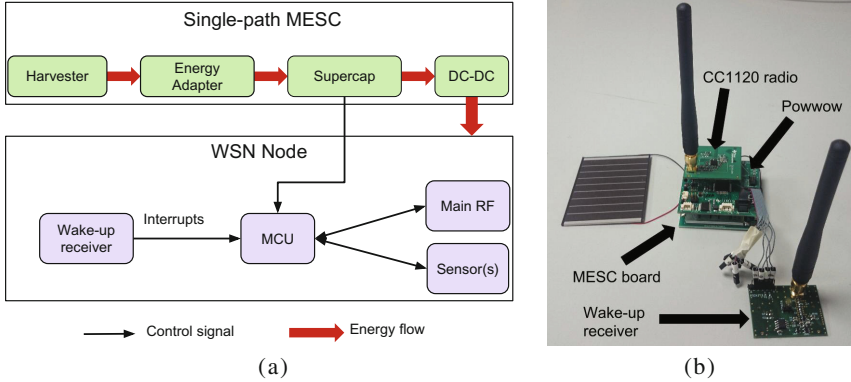 Single-path MESC
Harvester
Energy
Adapter
Supercap
DC-DC
WSN Node
Wake-up
receiver
Interrupts
MCU
Main RF
Sensor(s)
Control signal
Energy flow
(a)
CC1120 radio
Powwow
MESC board
Wake-up
receiver
(b)